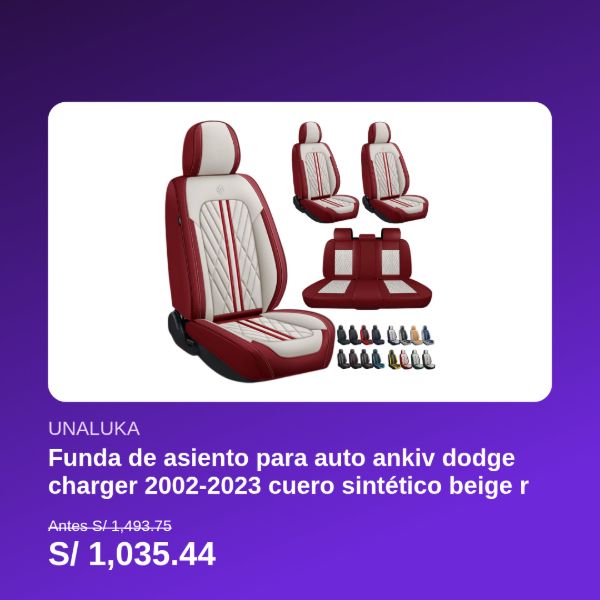 UNALUKA
Funda de asiento para auto ankiv dodge
charger 2002-2023 cuero sintético beige r
Antes S/ 1,493.75
S/ 1,035.44